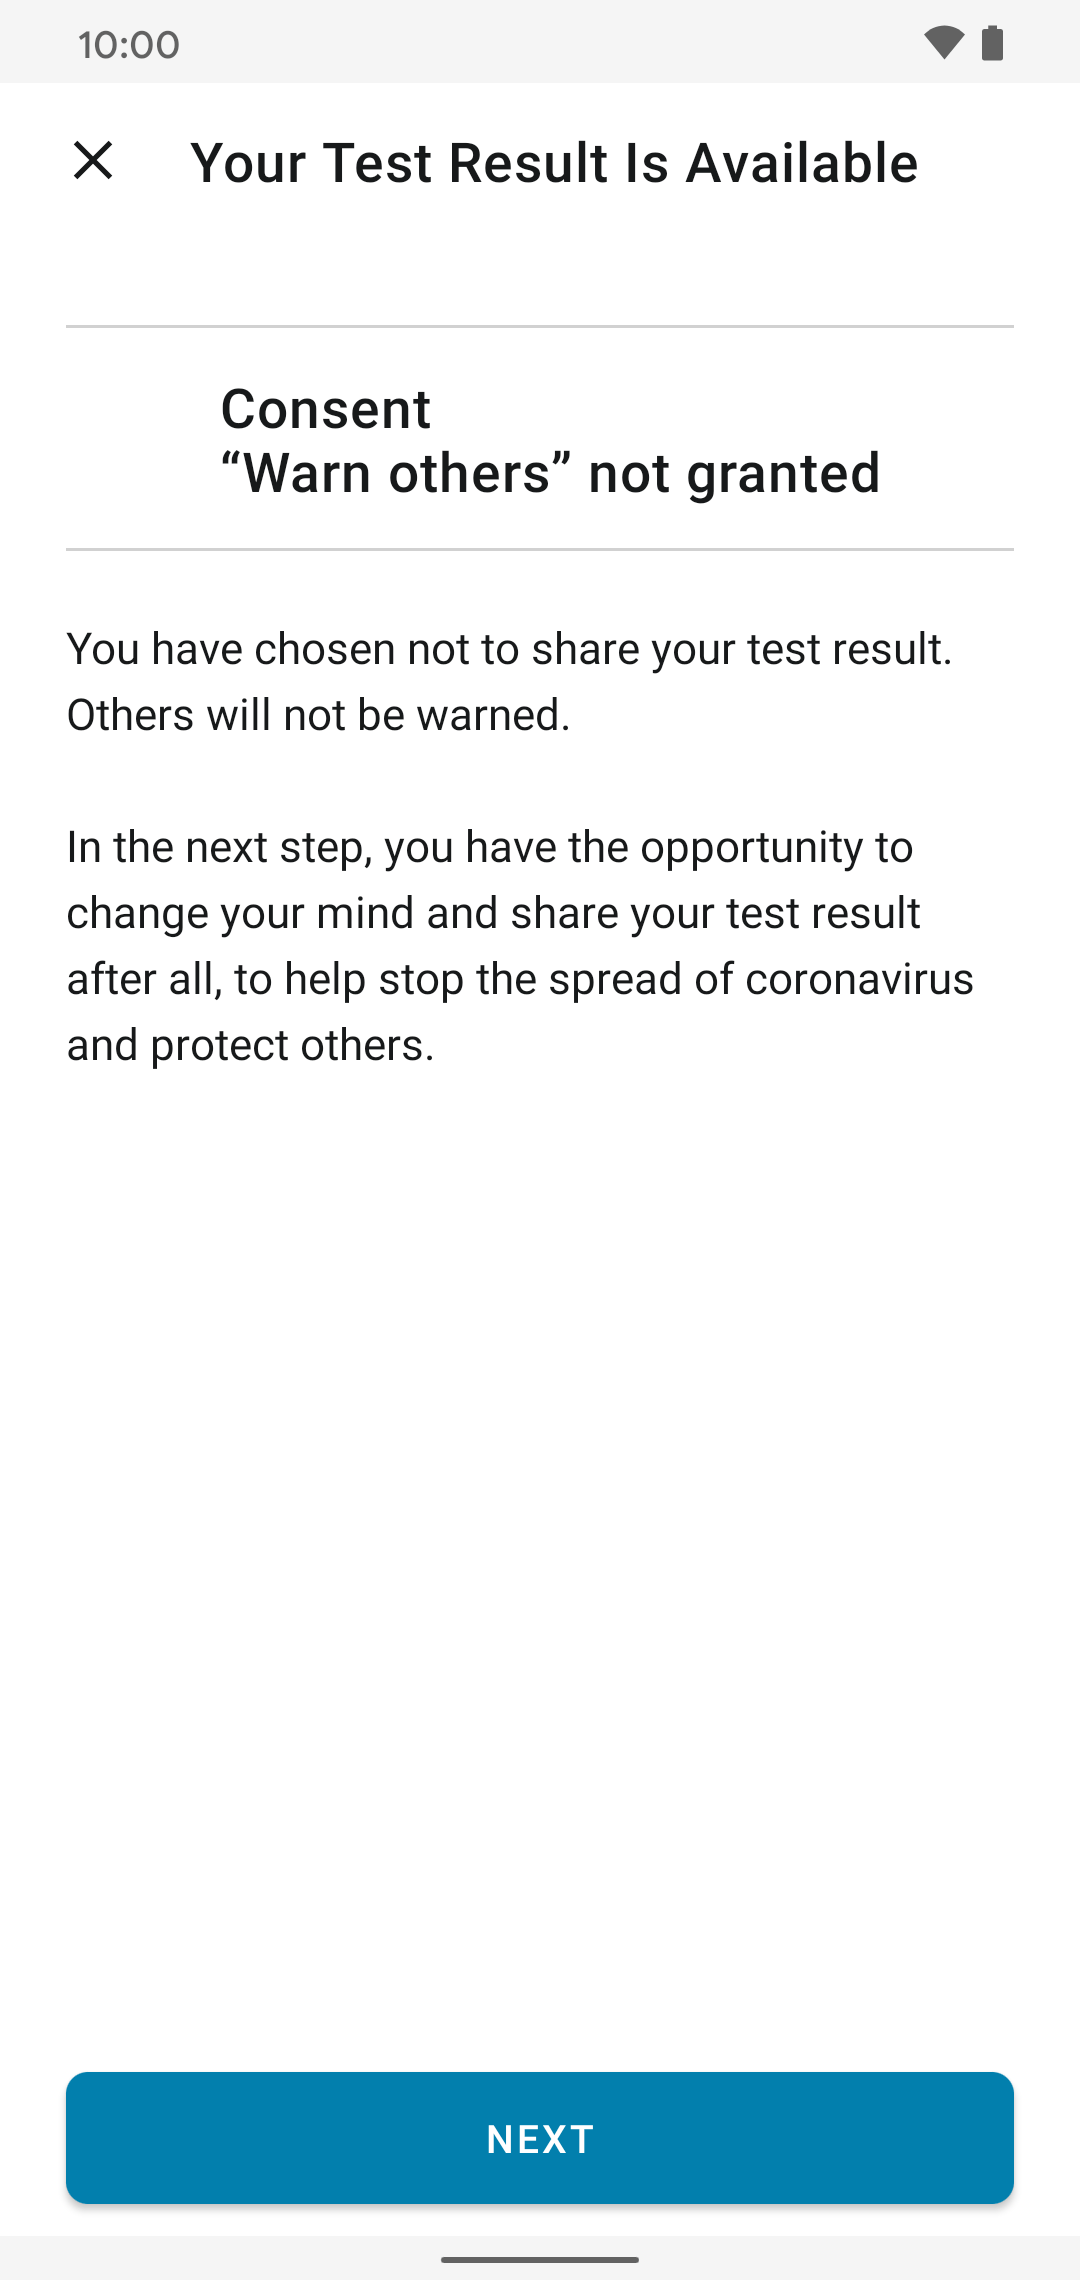 10:00
Your Test Result Is Available
Consent
“Warn others” not granted
You have chosen not to share your test result.
Others will not be warned.
In the next step, you have the opportunity to
change your mind and share your test result
after all, to help stop the spread of coronavirus
and protect others.
NEXT